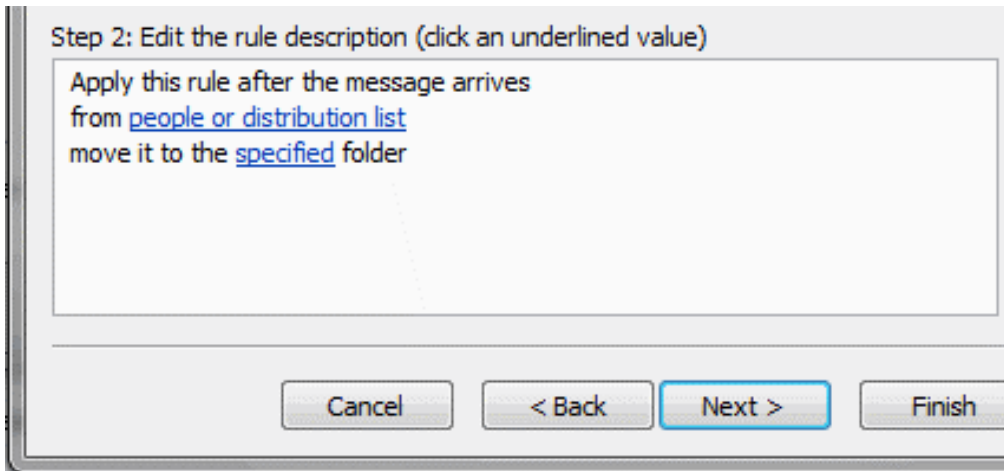 Step 2: Edit the rule description (click an underlined value)
Apply this rule after the message arrives
from people or distribution list
move it to the specified folder
Cancel
< Back
Next >
Finish